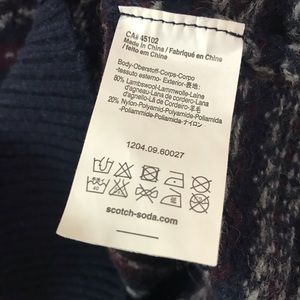 CA# 45102
Made in China / Fabriqué en Chine
/ feito em China
Body-Oberstoff-Corps-Corpo
-tessuto esterno- Exterior-表地:
80% Lambswool-Lammwolle-Laine
d'agneau-Lana de cordero-Lana
d'agnello-Lã de Cordeiro-羊毛
20% Nylon-Polyamid-Polyamide-Poliamida
-Poliammide-Poliamida-ナイロン
1204.09.60027
scotch-soda.com